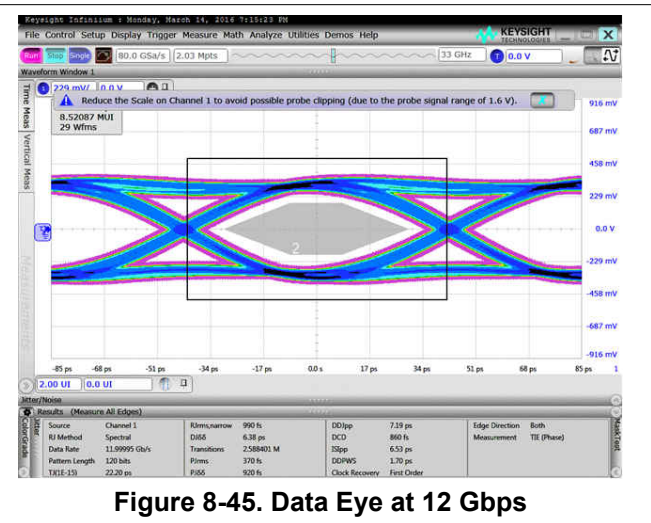 Keysight Infiniium : Monday, March 14, 2016 7:15:23 PM
File Control Setup Display Trigger Measure Math Analyze Utilities Demos Help
KEYSIGHT
TECHNOLOGIES
Run Stop Single 80.0 GSa/s 2.03 Mpts 33 GHz T 0.0 V
Waveform Window 1
1 229 mV/ 0.0 V
Reduce the Scale on Channel 1 to avoid possible probe clipping (due to the probe signal range of 1.6 V).
8.52087 MUI
29 Wfms
Time Meas
Vertical Meas
Measurements
916 mV
687 mV
458 mV
229 mV
0.0 V
-229 mV
-458 mV
-687 mV
-916 mV
2
-85 ps -68 ps -51 ps -34 ps -17 ps 0.0 s 17 ps 34 ps 51 ps 68 ps 85 ps 1
2.00 UI 0.0 UI
Jitter/Noise
Results (Measure All Edges)
ColorGrade
Jitter
MaskTest
Source Channel 1 RJrms,narrow 990 fs DDJpp 7.19 ps Edge Direction Both
RJ Method Spectral DJδδ 6.38 ps DCD 860 fs Measurement TIE (Phase)
Data Rate 11.99995 Gb/s Transitions 2.588401 M ISIpp 6.53 ps
Pattern Length 120 bits PJrms 370 fs DDPWS 1.70 ps
TJ(1E-15) 22.20 ps PJδδ 920 fs Clock Recovery First Order
Figure 8-45. Data Eye at 12 Gbps